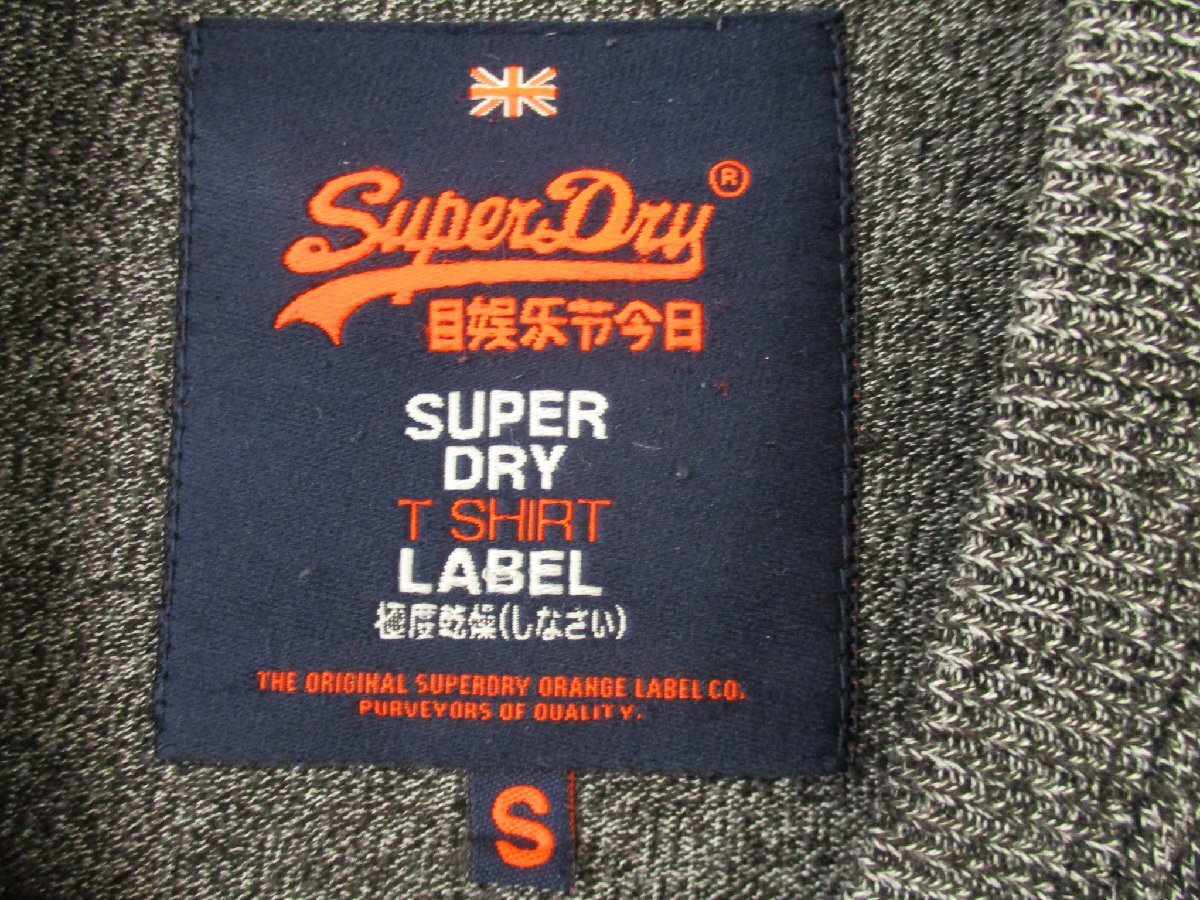 SuperDry®
目娱乐节今日
SUPER
DRY
T SHIRT
LABEL
極度乾燥(しなさい)
THE ORIGINAL SUPERDRY ORANGE LABEL CO.
PURVEYORS OF QUALITY.
S